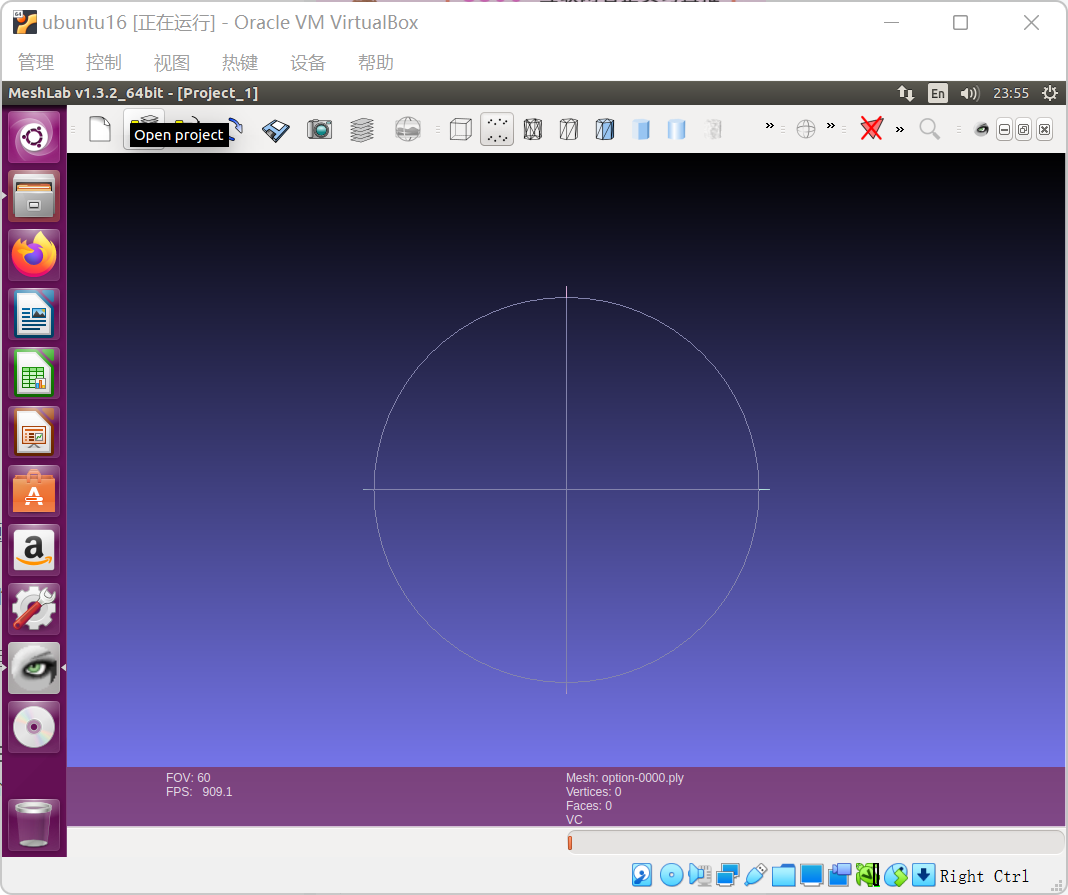 ubuntu16 [正在运行] - Oracle VM VirtualBox
管理 控制 视图 热键 设备 帮助
MeshLab v1.3.2_64bit - [Project_1] En 23:55
Open project
» » »
FOV: 60
FPS: 909.1
Mesh: option-0000.ply
Vertices: 0
Faces: 0
VC
Right Ctrl